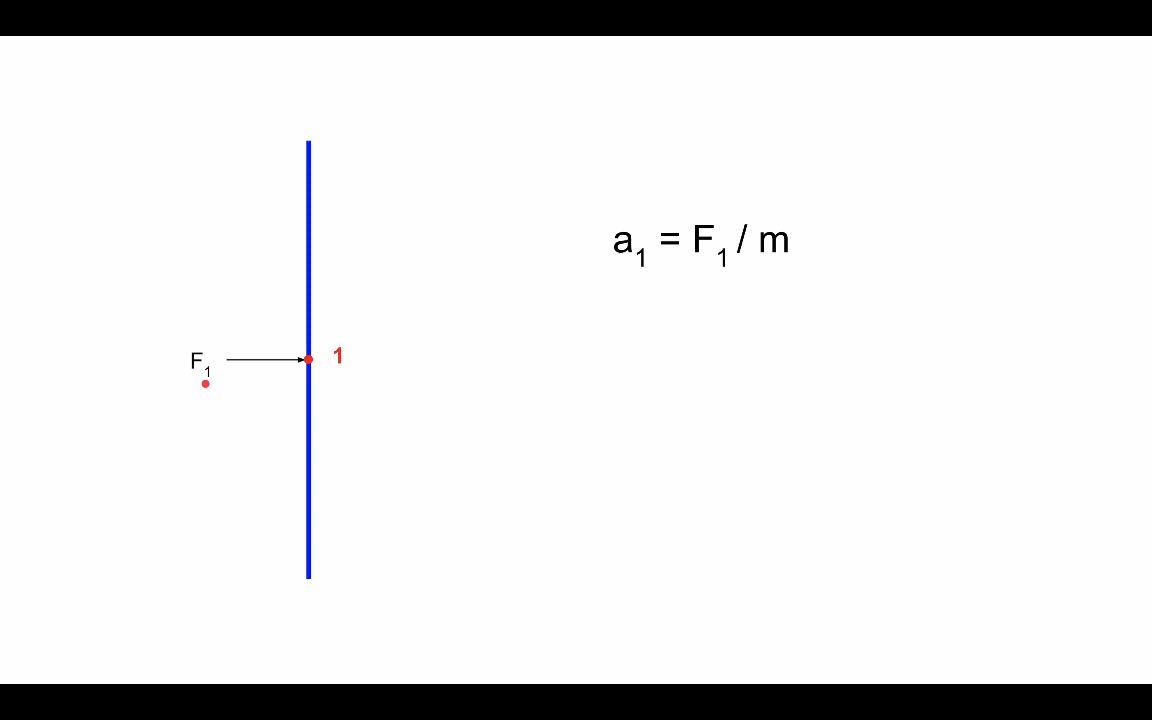 a₁ = F₁ / m
F₁
1